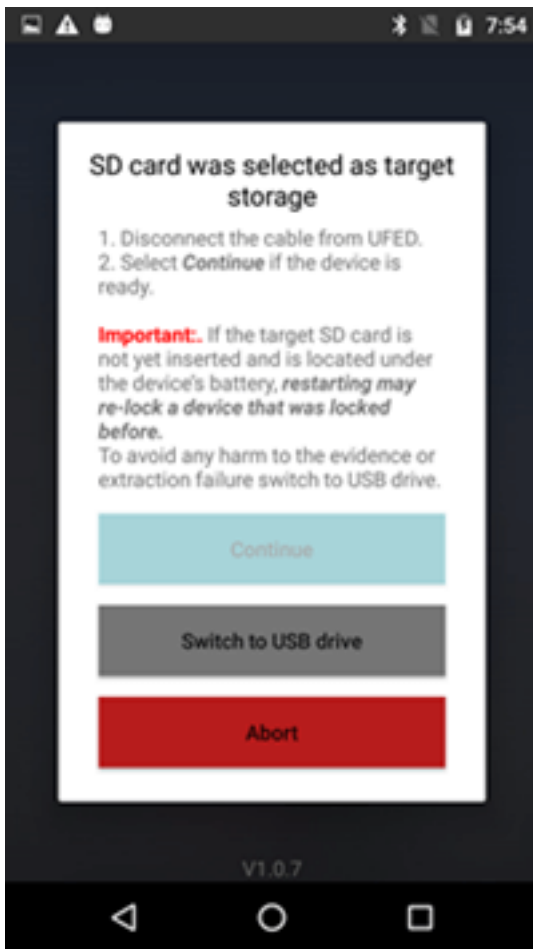 7:54
SD card was selected as target
storage
1. Disconnect the cable from UFED.
2. Select Continue if the device is
ready.
Important:. If the target SD card is
not yet inserted and is located under
the device's battery, restarting may
re-lock a device that was locked
before.
To avoid any harm to the evidence or
extraction failure switch to USB drive.
Continue
Switch to USB drive
Abort
V1.0.7